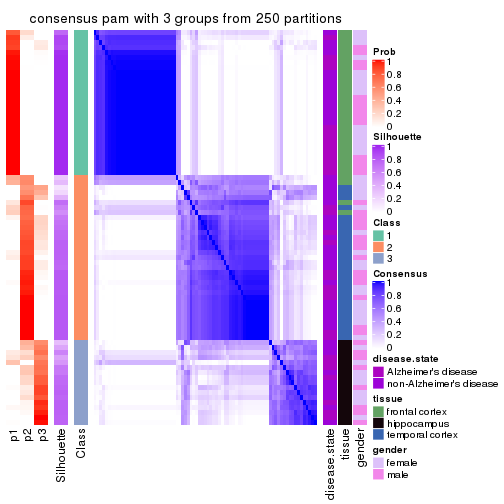 consensus pam with 3 groups from 250 partitions
Prob
1
0.8
0.6
0.4
0.2
0
Silhouette
1
0.8
0.6
0.4
0.2
0
Class
1
2
3
Consensus
1
0.8
0.6
0.4
0.2
0
disease.state
Alzheimer's disease
non-Alzheimer's disease
tissue
frontal cortex
hippocampus
temporal cortex
gender
female
male
p1
p2
p3
Silhouette
Class
disease.state
tissue
gender